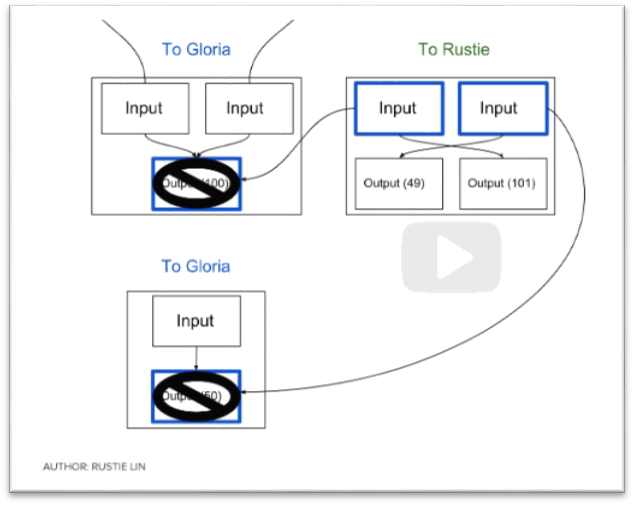 To Gloria
To Rustie
Input
Input
Input
Input
Output (100)
Output (49)
Output (101)
To Gloria
Input
Output (50)
AUTHOR: RUSTIE LIN